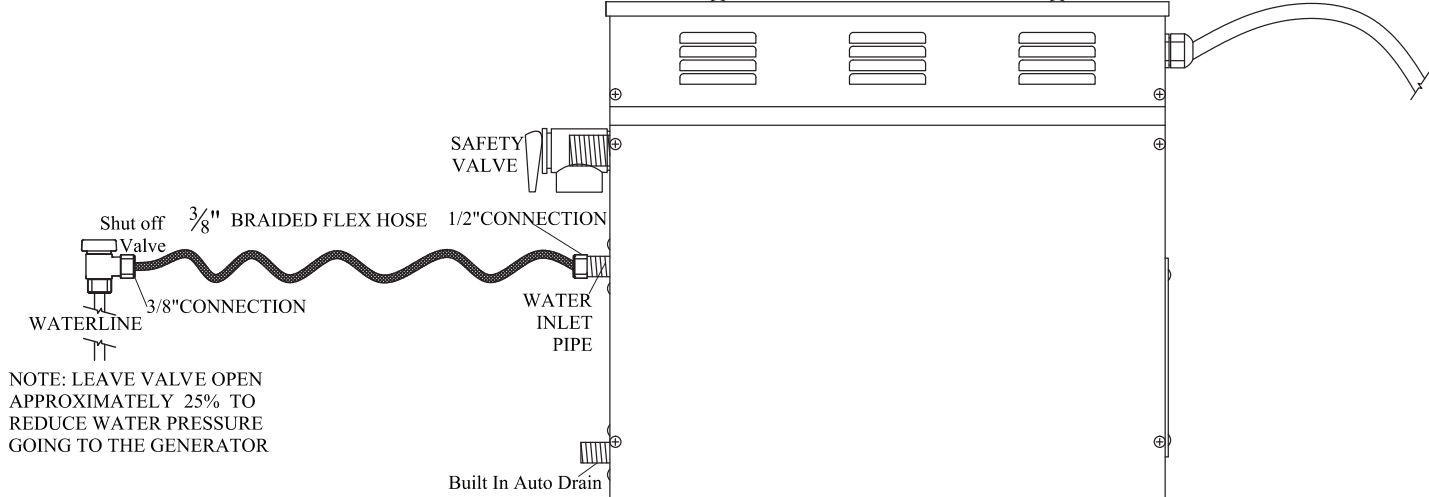 SAFETY
VALVE
Shut off
Valve
3/8" BRAIDED FLEX HOSE
1/2"CONNECTION
3/8"CONNECTION
WATERLINE
WATER
INLET
PIPE
NOTE: LEAVE VALVE OPEN
APPROXIMATELY 25% TO
REDUCE WATER PRESSURE
GOING TO THE GENERATOR
Built In Auto Drain